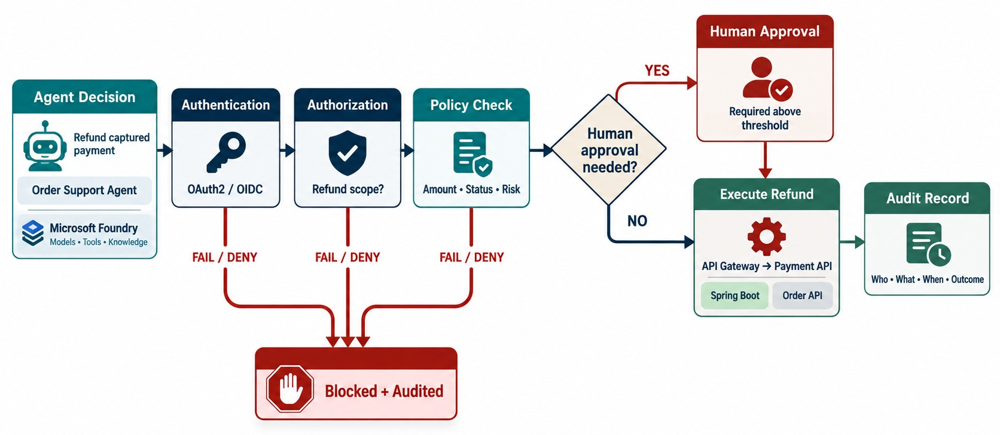 Agent Decision
Refund captured
payment
Order Support Agent
Microsoft Foundry
Models • Tools • Knowledge
Authentication
OAuth2 / OIDC
Authorization
Refund scope?
Policy Check
Amount • Status • Risk
FAIL / DENY
FAIL / DENY
FAIL / DENY
Blocked + Audited
Human
approval
needed?
YES
NO
Human Approval
Required above
threshold
Execute Refund
API Gateway → Payment API
Spring Boot
Order API
Audit Record
Who • What • When • Outcome